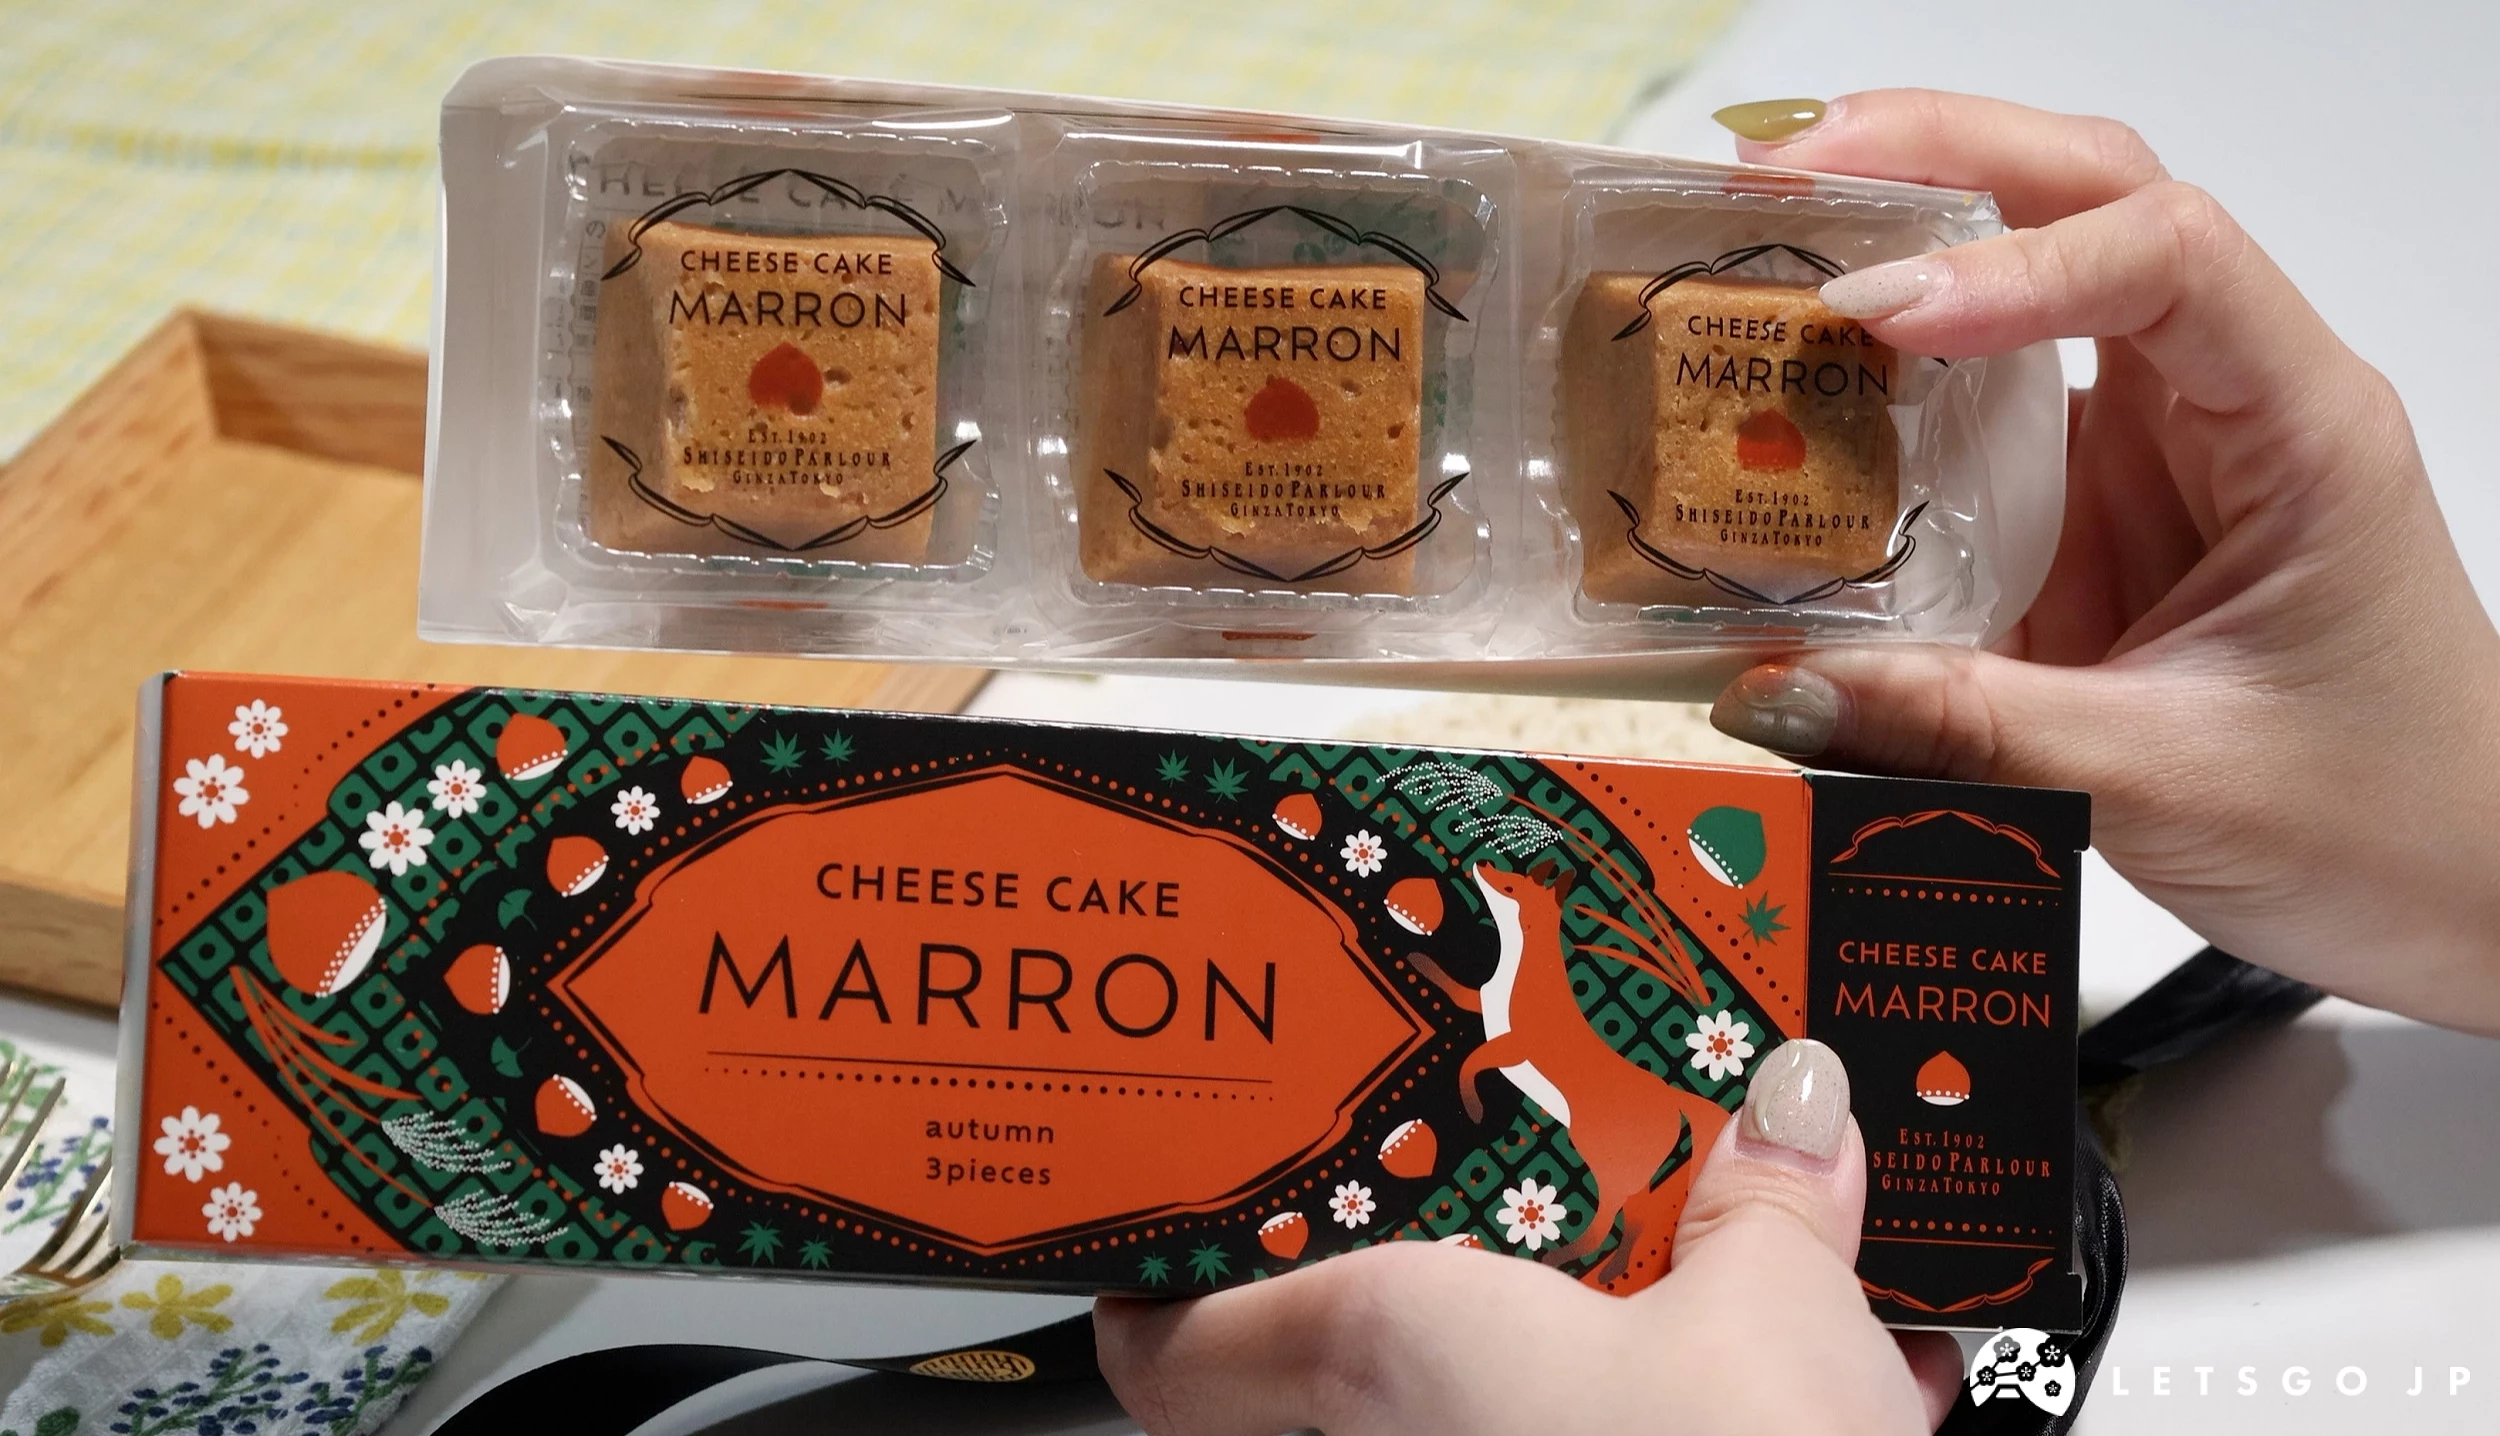 CHEESE CAKE
MARRON
EST. 1902
SHISEIDO PARLOUR
GINZA TOKYO
CHEESE CAKE
MARRON
EST. 1902
SHISEIDO PARLOUR
GINZA TOKYO
CHEESE CAKE
MARRON
EST. 1902
SHISEIDO PARLOUR
GINZA TOKYO
CHEESE CAKE
MARRON
autumn
3pieces
CHEESE CAKE
MARRON
EST. 1902
SEIDO PARLOUR
GINZA TOKYO
LETSGO JP